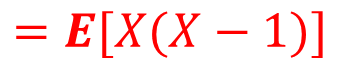 = E[X(X − 1)]